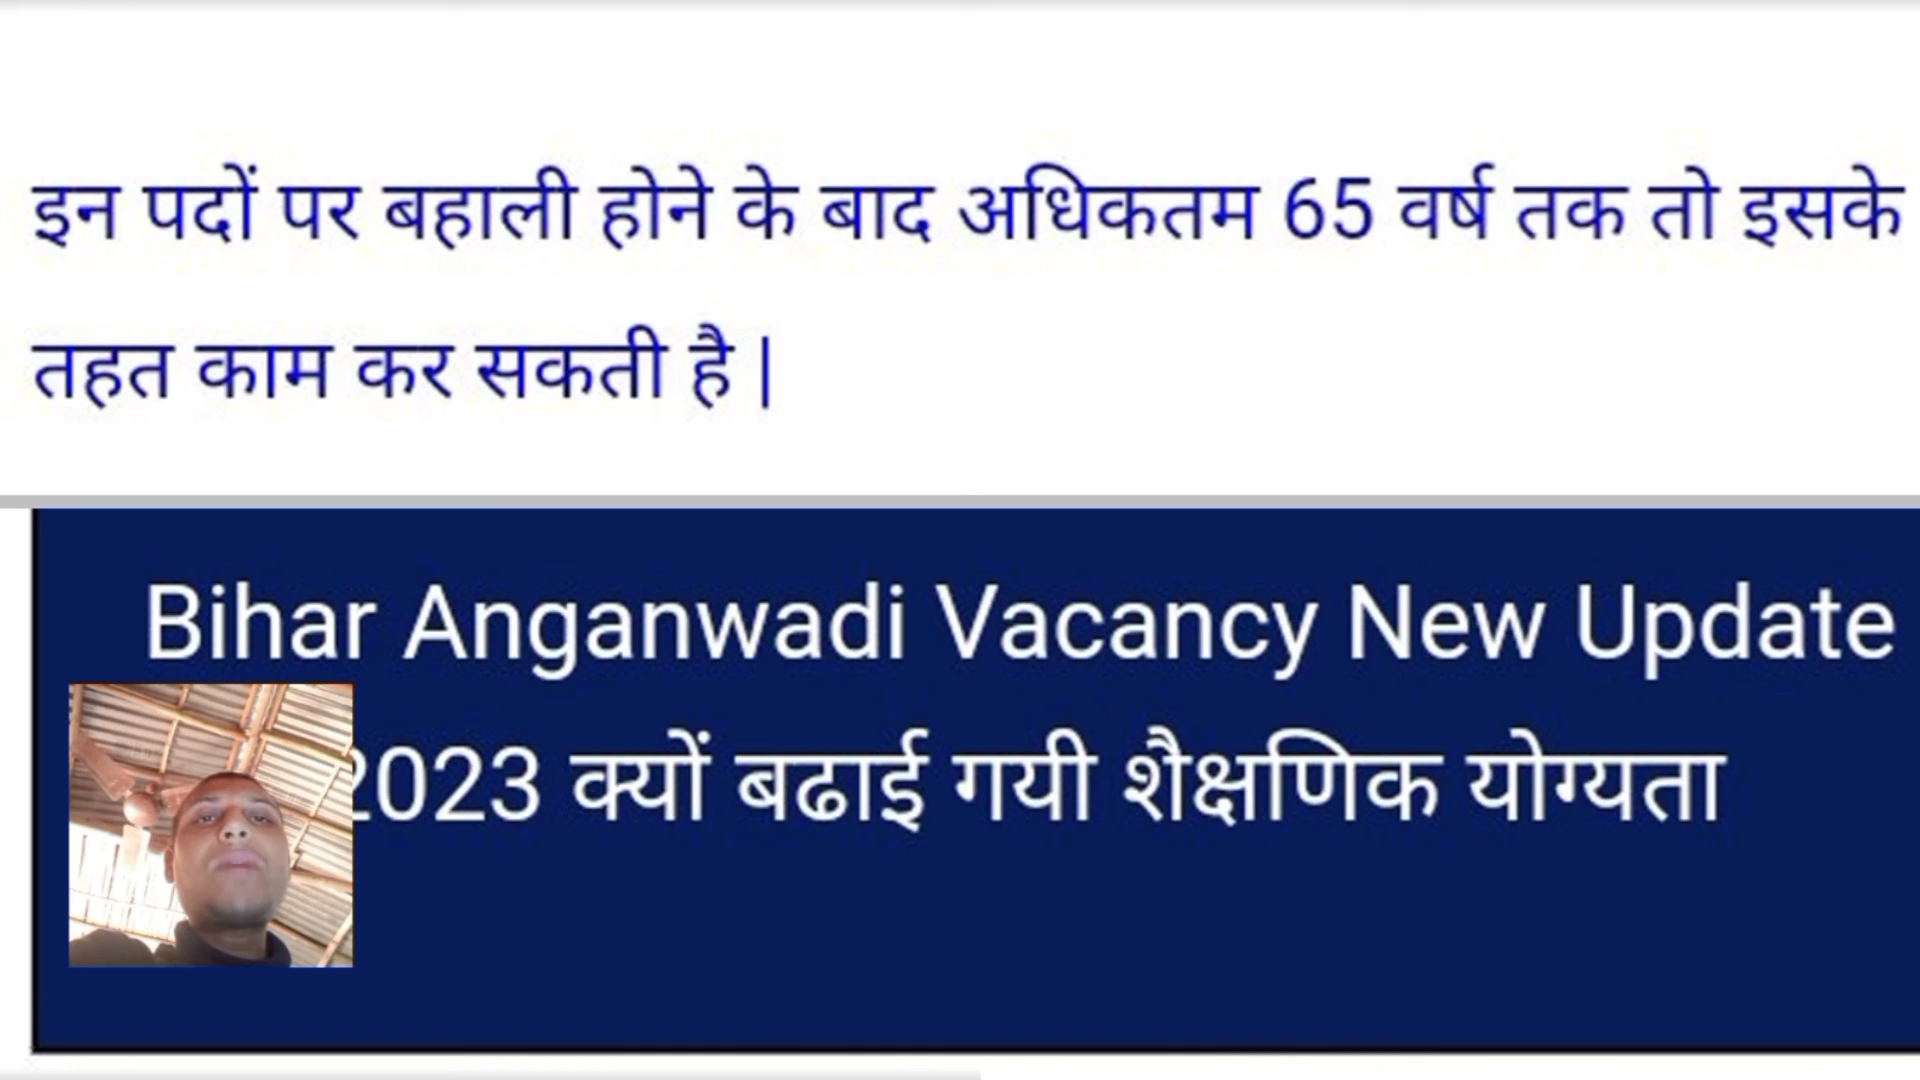 इन पदों पर बहाली होने के बाद अधिकतम 65 वर्ष तक तो इसके
तहत काम कर सकती है |
Bihar Anganwadi Vacancy New Update
2023 क्यों बढाई गयी शैक्षणिक योग्यता